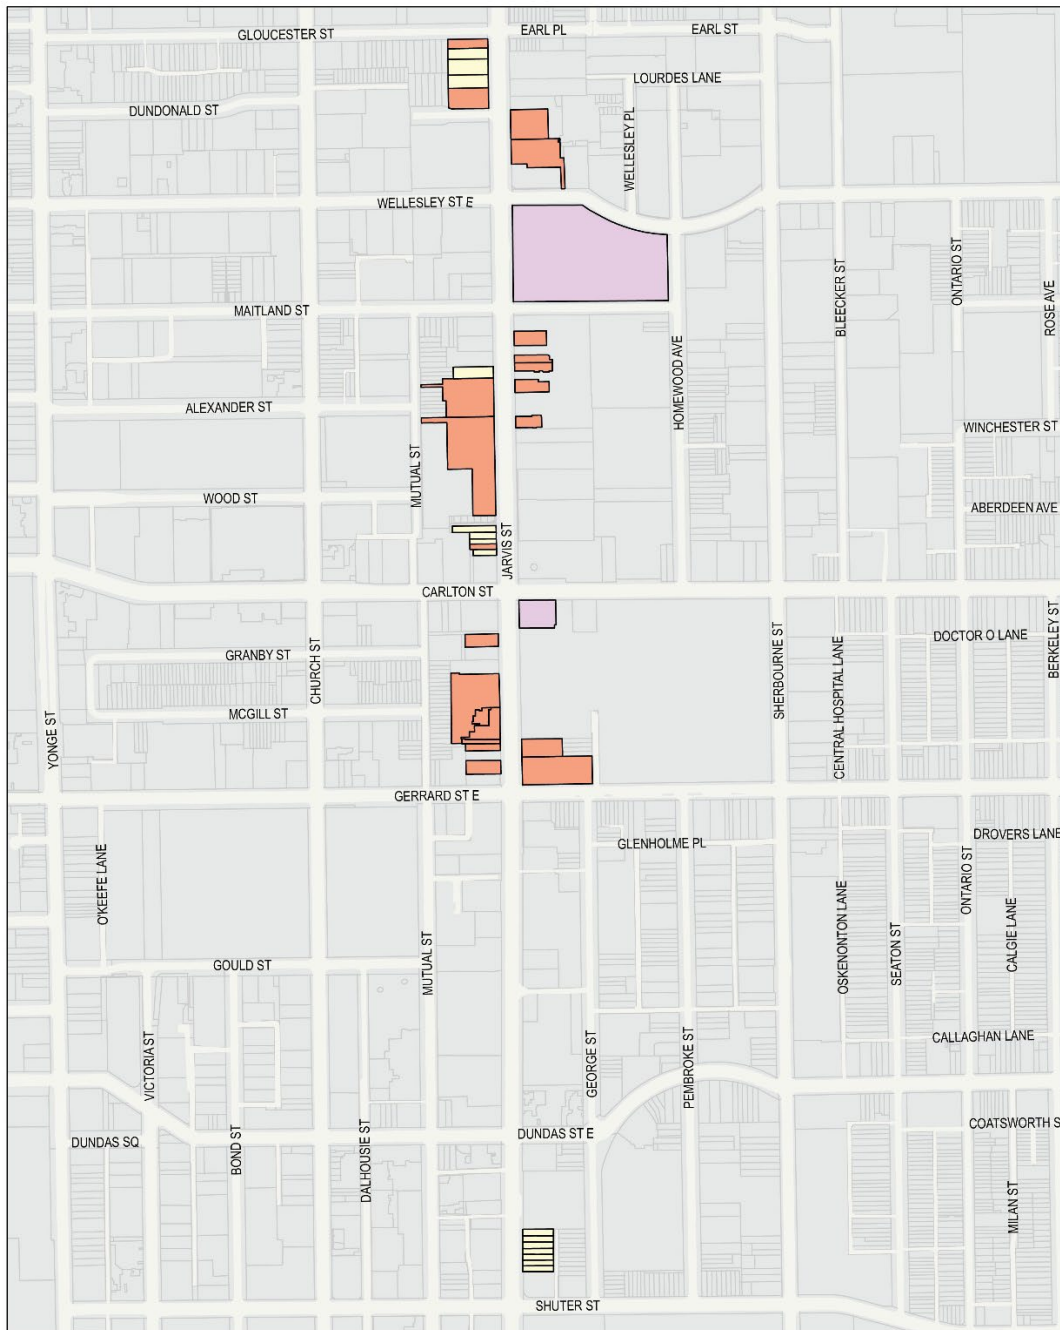 GLOUCESTER ST
EARL PL
EARL ST
LOURDES LANE
DUNDONALD ST
WELLESLEY PL
WELLESLEY ST E
BLEECKER ST
ONTARIO ST
ROSE AVE
MAITLAND ST
HOMEWOOD AVE
ALEXANDER ST
WINCHESTER ST
MUTUAL ST
WOOD ST
ABERDEEN AVE
JARVIS ST
CARLTON ST
DOCTOR O LANE
BERKELEY ST
GRANBY ST
CHURCH ST
SHERBOURNE ST
CENTRAL HOSPITAL LANE
MCGILL ST
YONGE ST
GERRARD ST E
DROVERS LANE
GLENHOLME PL
O'KEEFE LANE
ONTARIO ST
OSKENONTON LANE
SEATON ST
CALGIE LANE
MUTUAL ST
GOULD ST
VICTORIA ST
GEORGE ST
PEMBROKE ST
CALLAGHAN LANE
COATSWORTH S
DUNDAS ST E
DUNDAS SQ
BOND ST
DALHOUSIE ST
MILAN ST
SHUTER ST